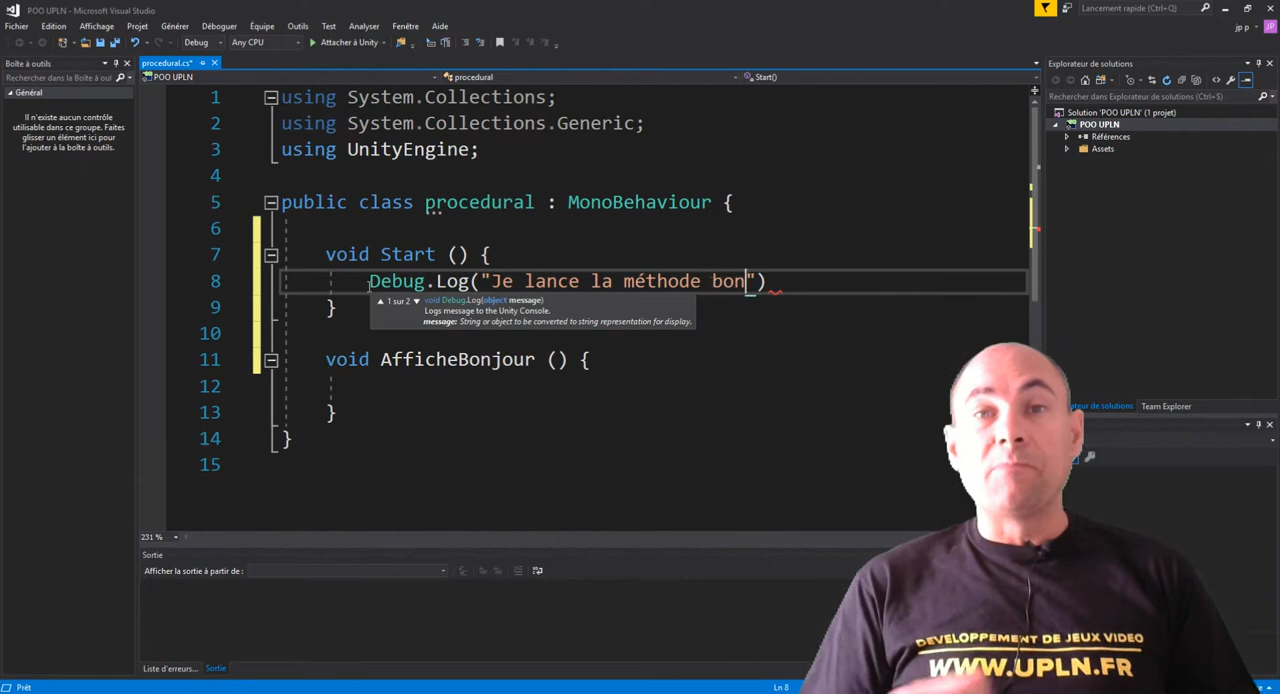 POO UPLN - Microsoft Visual Studio
Lancement rapide (Ctrl+Q)
Fichier Edition Affichage Projet Générer Déboguer Équipe Outils Test Analyser Fenêtre Aide
jp p
JP
Debug Any CPU Attacher à Unity
Boîte à outils
Rechercher dans la Boîte à out
Général
Il n'existe aucun contrôle
utilisable dans ce groupe. Faites
glisser un élément ici pour
l'ajouter à la boîte à outils.
procedural.cs*
POO UPLN procedural Start()
1 using System.Collections;
2 using System.Collections.Generic;
3 using UnityEngine;
4
5 public class procedural : MonoBehaviour {
6
7 void Start () {
8 Debug.Log("Je lance la méthode bon")
1 sur 2 void Debug.Log(object message)
Logs message to the Unity Console.
message: String or object to be converted to string representation for display.
9 }
10
11 void AfficheBonjour () {
12
13 }
14 }
15
231 %
Sortie
Afficher la sortie à partir de :
Liste d'erreurs... Sortie
Prêt
Ln 8
Explorateur de solutions
Rechercher dans Explorateur de solutions (Ctrl+$)
Solution 'POO UPLN' (1 projet)
POO UPLN
Références
Assets
de solutions Team Explorer
DEVELOPPEMENT DE JEUX VIDEO
WWW.UPLN.FR